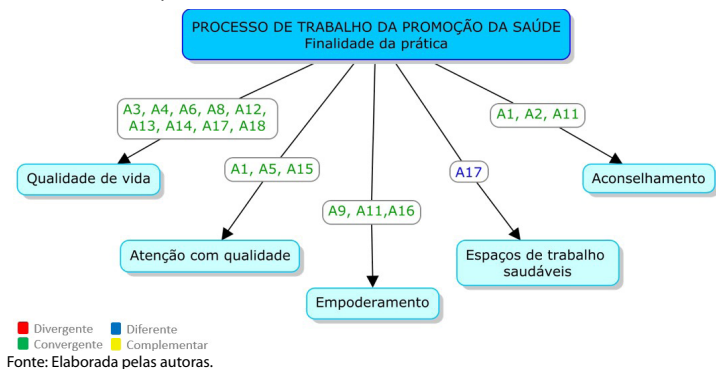 PROCESSO DE TRABALHO DA PROMOÇÃO DA SAÚDE
Finalidade da prática
A3, A4, A6, A8, A12,
A13, A14, A17, A18
A1, A2, A11
A1, A5, A15
A17
Qualidade de vida
Aconselhamento
A9, A11,A16
Atenção com qualidade
Espaços de trabalho
saudáveis
Empoderamento
Divergente
Diferente
Convergente
Complementar
Fonte: Elaborada pelas autoras.